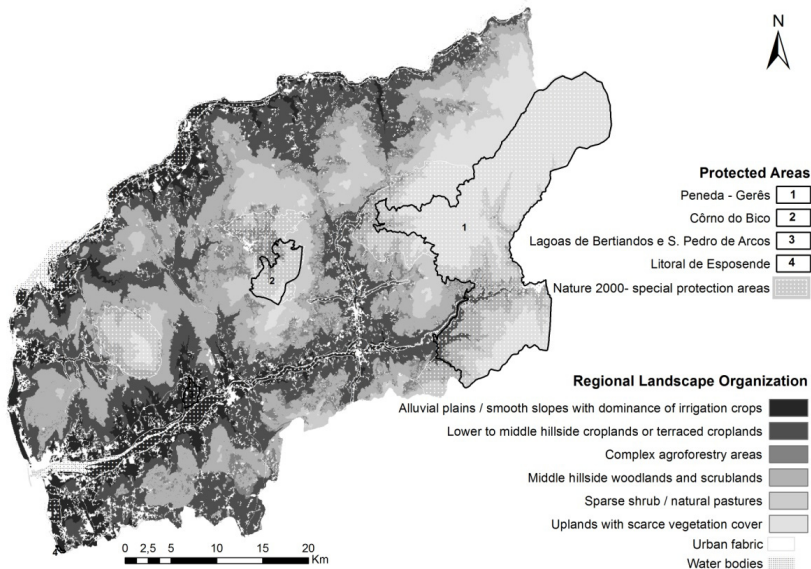 N
Protected Areas
Peneda - Gerês 1
Côrno do Bico 2
Lagoas de Bertiandos e S. Pedro de Arcos 3
Litoral de Esposende 4
Nature 2000- special protection areas
1
2
Regional Landscape Organization
Alluvial plains / smooth slopes with dominance of irrigation crops
Lower to middle hillside croplands or terraced croplands
Complex agroforestry areas
Middle hillside woodlands and scrublands
Sparse shrub / natural pastures
Uplands with scarce vegetation cover
Urban fabric
Water bodies
0 2,5 5 10 15 20
Km